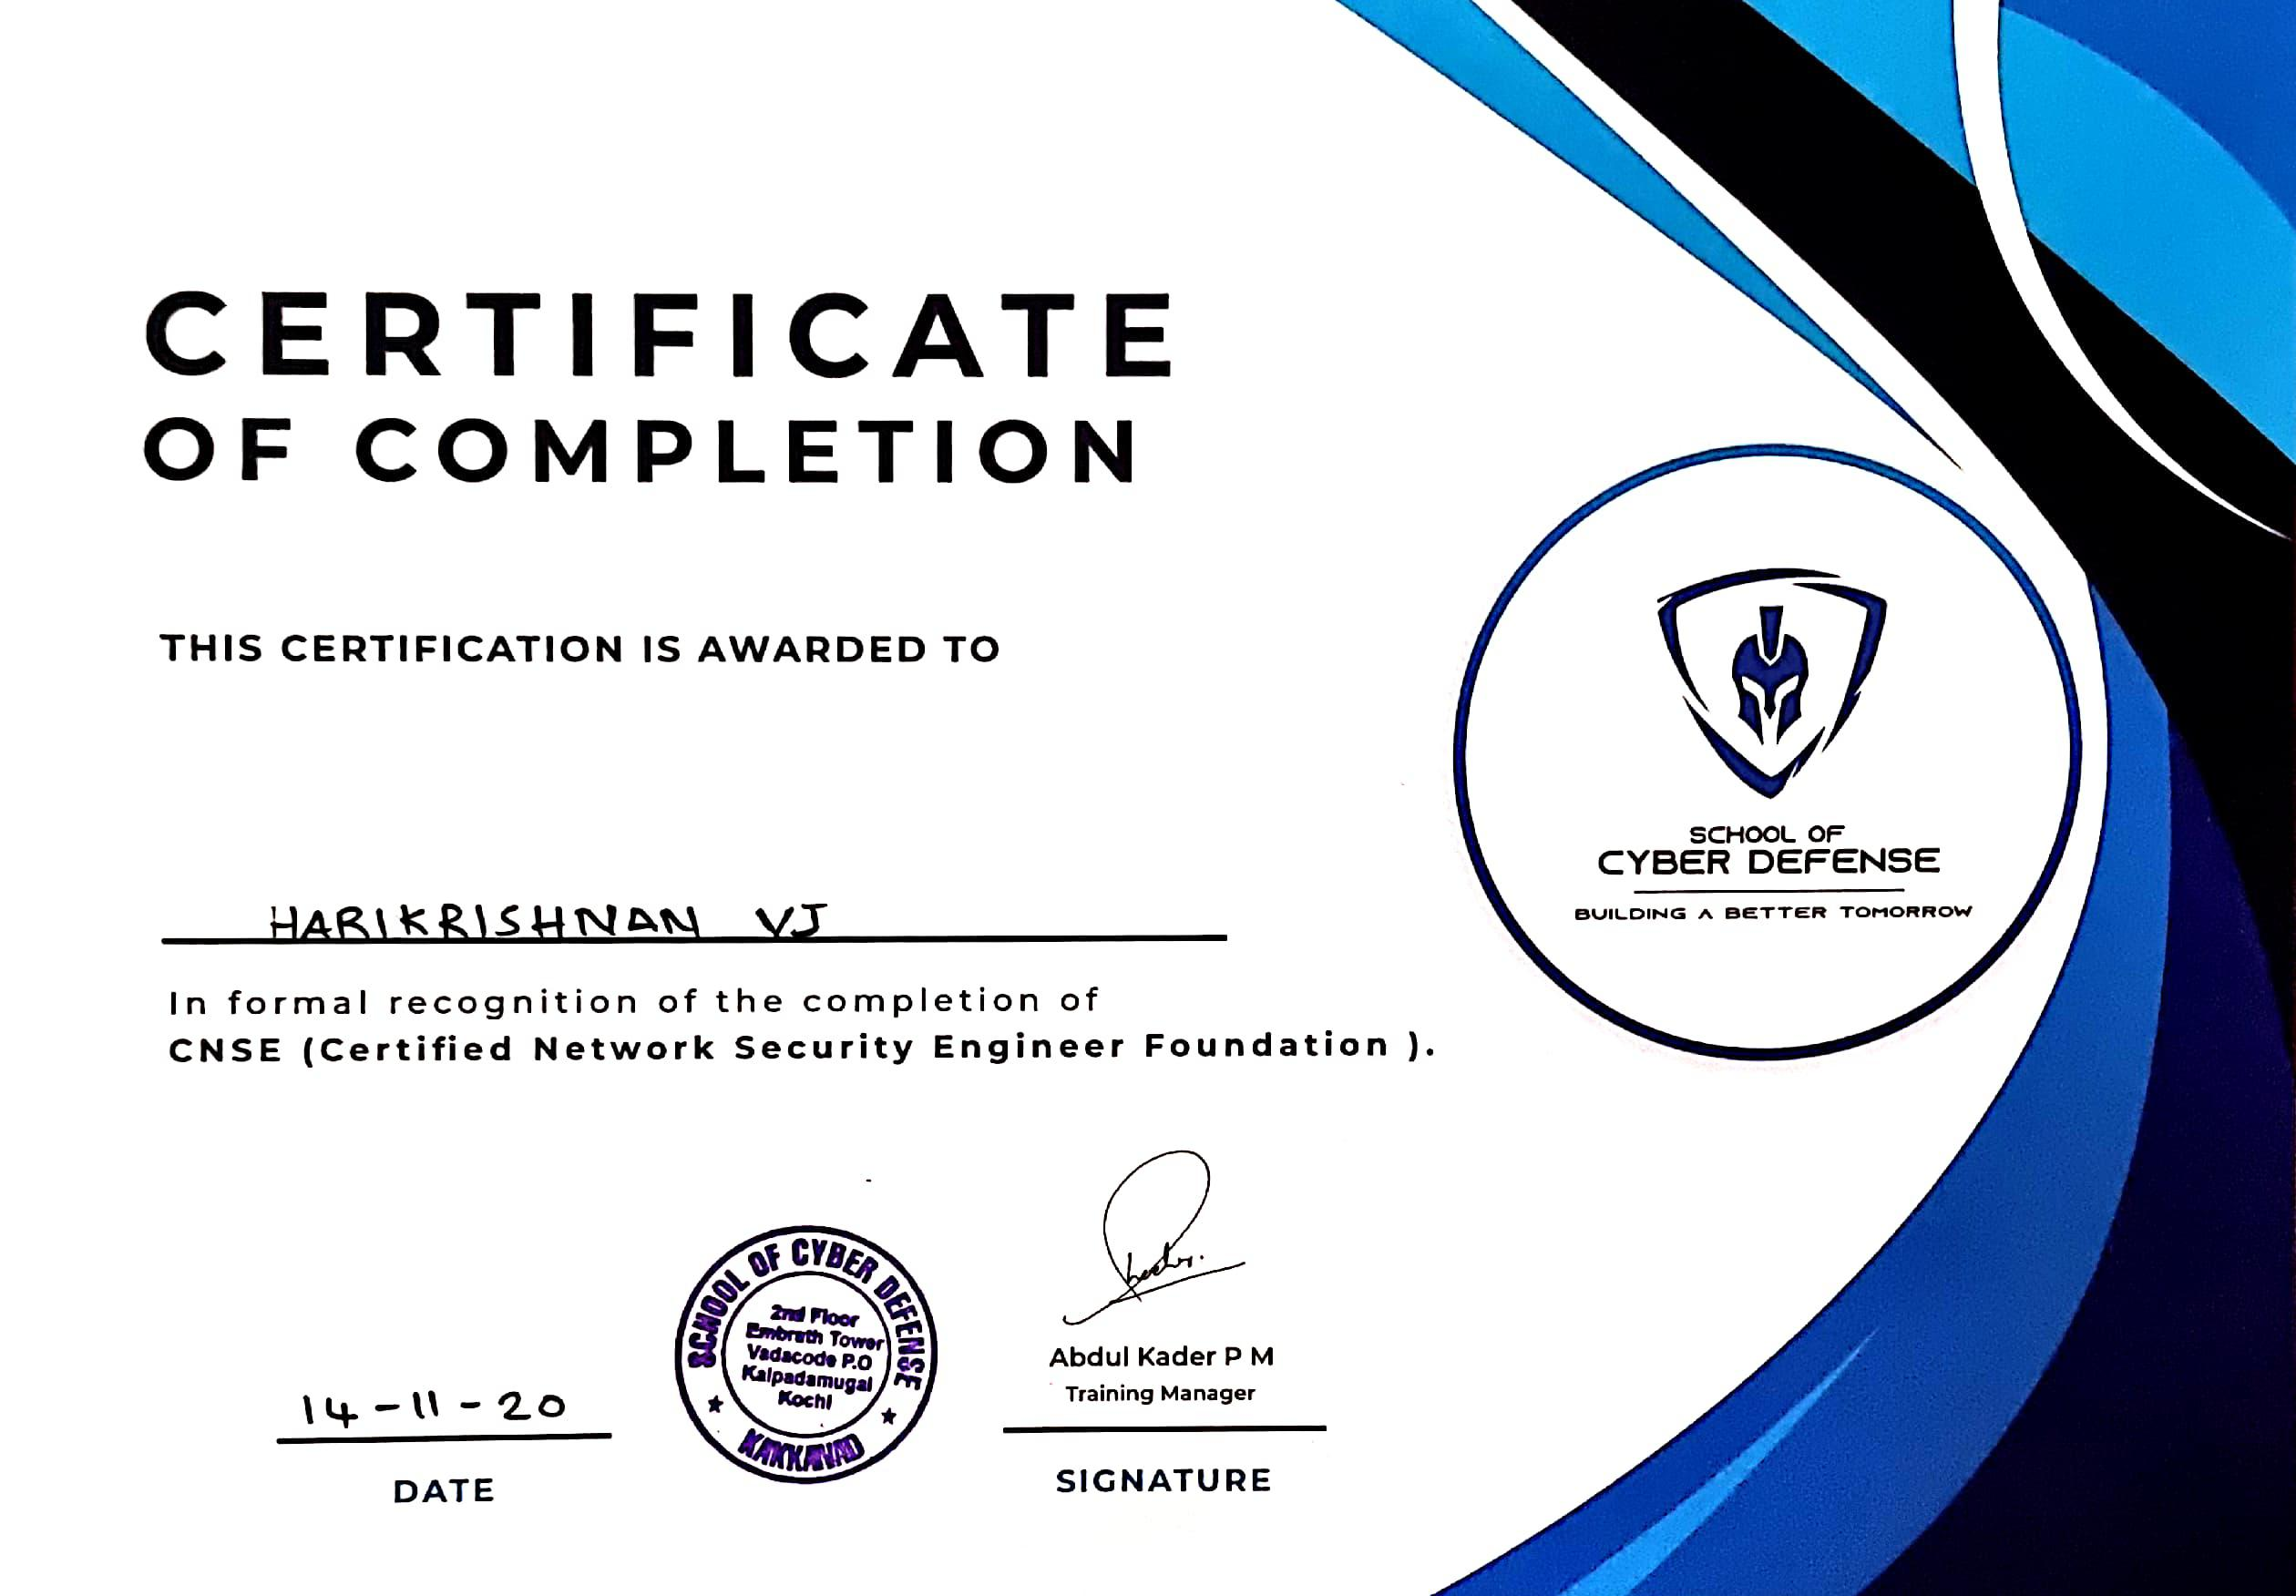 CERTIFICATE
OF COMPLETION
THIS CERTIFICATION IS AWARDED TO
HARIKRISHNAN VJ
In formal recognition of the completion of
CNSE (Certified Network Security Engineer Foundation ).
SCHOOL OF
CYBER DEFENSE
BUILDING A BETTER TOMORROW
14-11-20
DATE
SCHOOL OF CYBER DEFENSE
2nd Floor
Embrath Tower
Vadacode P.O
Kalpadamugal
Kochi
KAKKANAD
Abdul Kader P M
Training Manager
SIGNATURE